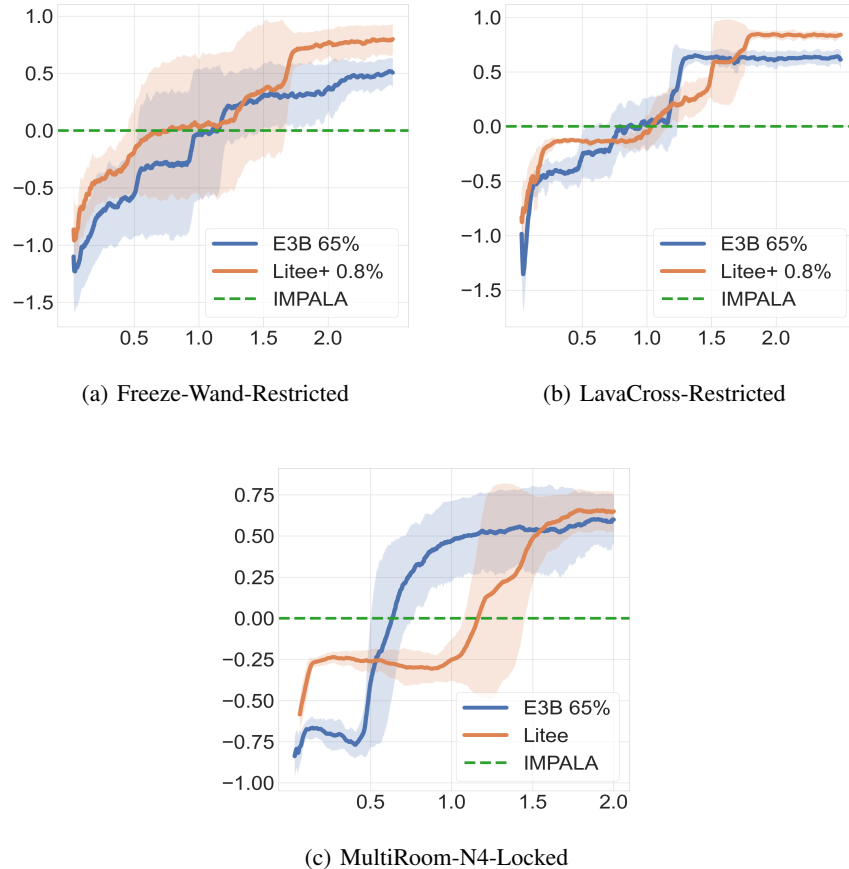 1.0
0.5
0.0
−0.5
−1.0
−1.5
0.5 1.0 1.5 2.0
E3B 65%
Litee+ 0.8%
IMPALA
(a) Freeze-Wand-Restricted
1.0
0.5
0.0
−0.5
−1.0
−1.5
0.5 1.0 1.5 2.0
E3B 65%
Litee+ 0.8%
IMPALA
(b) LavaCross-Restricted
0.75
0.50
0.25
0.00
−0.25
−0.50
−0.75
−1.00
0.5 1.0 1.5 2.0
E3B 65%
Litee
IMPALA
(c) MultiRoom-N4-Locked